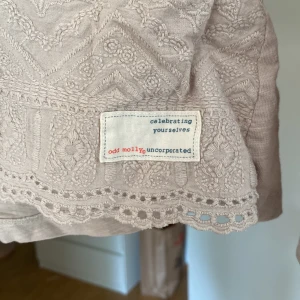 celebrating
yourselves
odd molly uncorporated